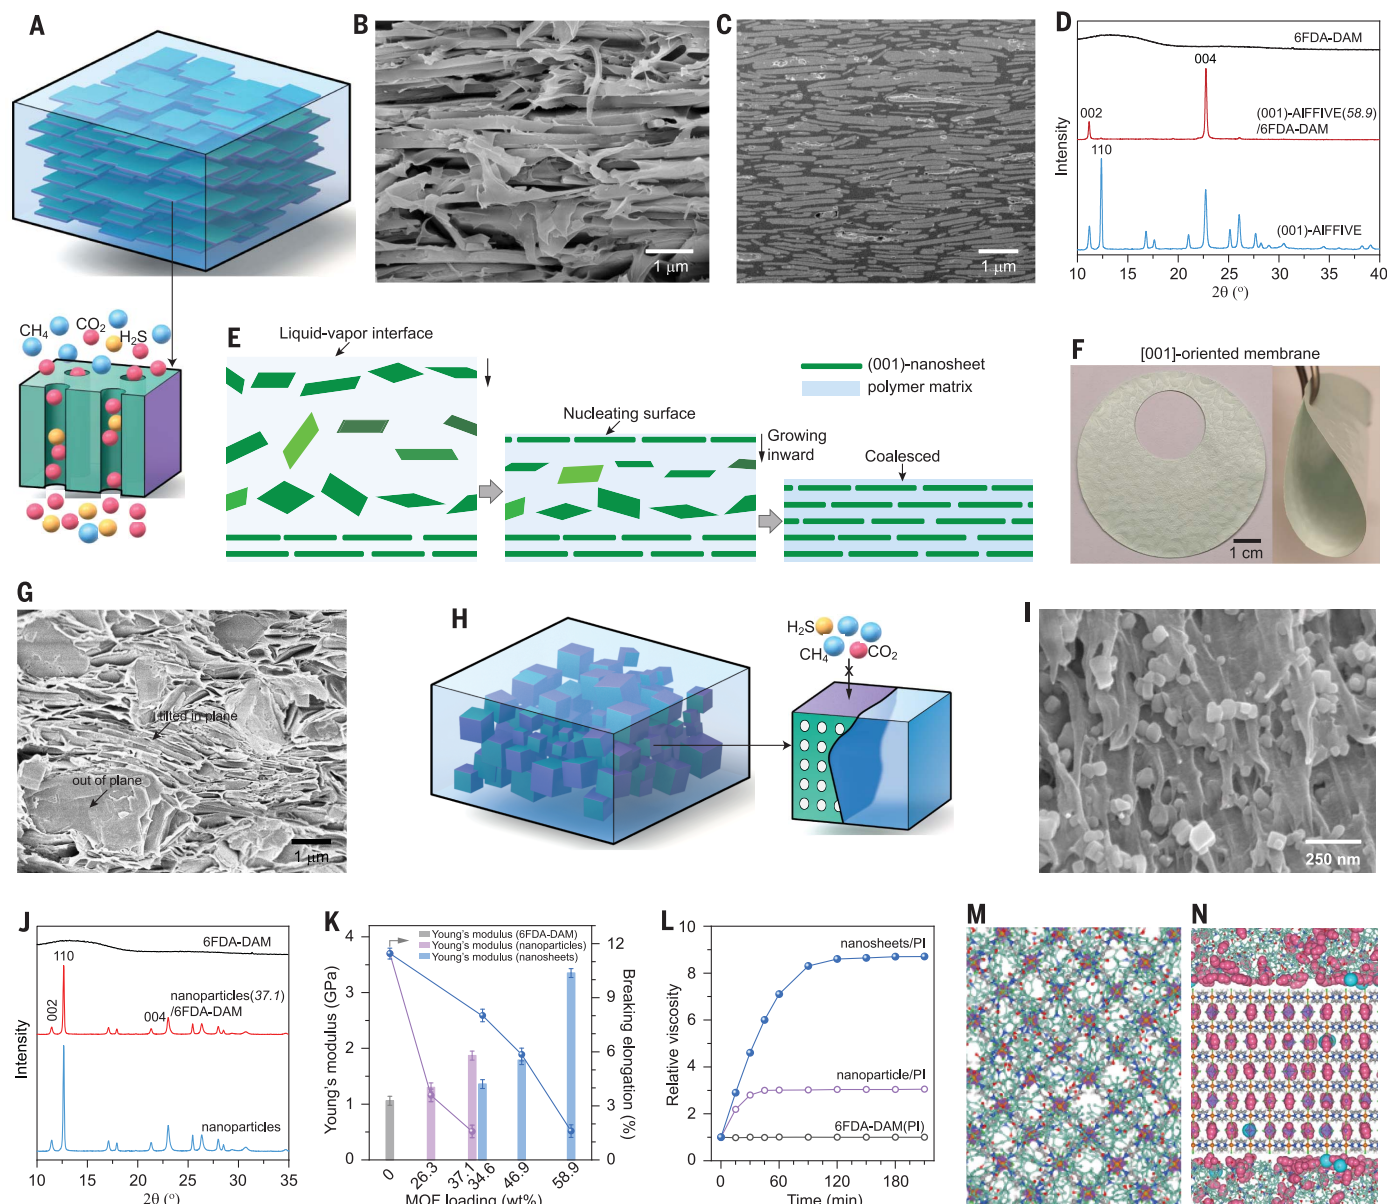 A
CH4
CO2
H2S
B
1 μm
C
1 μm
D
Intensity
6FDA-DAM
004
002
(001)-AlFFIVE(58.9)
/6FDA-DAM
110
(001)-AlFFIVE
10 15 20 25 30 35 40
2θ (°)
E
Liquid-vapor interface
Nucleating surface
Growing
inward
(001)-nanosheet
polymer matrix
Coalesced
F
[001]-oriented membrane
1 cm
G
tilted in plane
out of plane
1 μm
H
H2S
CH4
CO2
X
I
250 nm
J
Intensity
6FDA-DAM
110
002
nanoparticles(37.1)
/6FDA-DAM
004
nanoparticles
10 15 20 25 30 35
2θ (°)
K
Young's modulus (GPa)
4
3
2
1
0
Young's modulus (6FDA-DAM)
Young's modulus (nanoparticles)
Young's modulus (nanosheets)
12
9
6
3
0
Breaking elongation (%)
0 26.3 37.1 34.6 46.9 58.9
MOF loading (wt%)
L
Relative viscosity
10
8
6
4
2
0
nanosheets/PI
nanoparticle/PI
6FDA-DAM(PI)
0 60 120 180
Time (min)
M
N